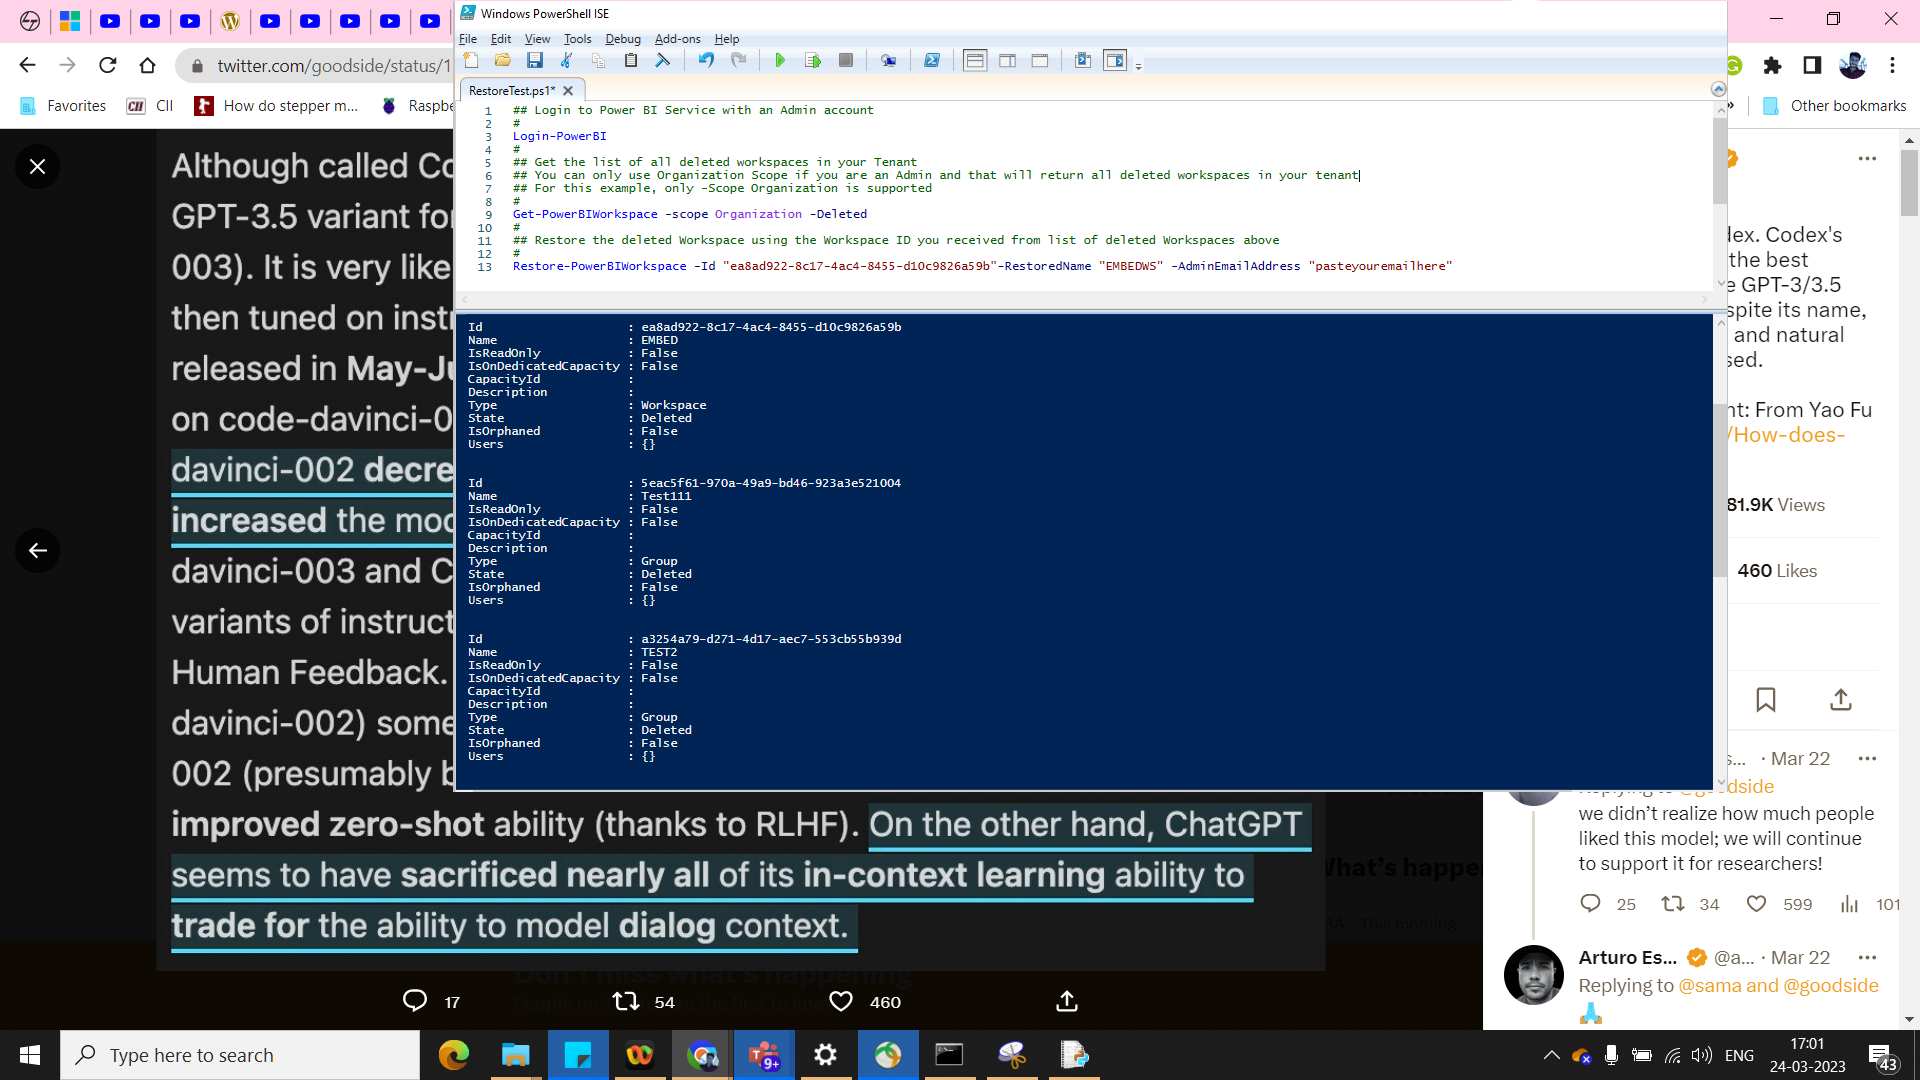 Windows PowerShell ISE
File Edit View Tools Debug Add-ons Help
twitter.com/goodside/status/1
Favorites CII How do stepper m... Raspbe
Other bookmarks
RestoreTest.ps1*
1 ## Login to Power BI Service with an Admin account
2 #
3 Login-PowerBI
4 #
5 ## Get the list of all deleted workspaces in your Tenant
6 ## You can only use Organization Scope if you are an Admin and that will return all deleted workspaces in your tenant
7 ## For this example, only -Scope Organization is supported
8 #
9 Get-PowerBIWorkspace -scope Organization -Deleted
10 #
11 ## Restore the deleted Workspace using the Workspace ID you received from list of deleted Workspaces above
12 #
13 Restore-PowerBIWorkspace -Id "ea8ad922-8c17-4ac4-8455-d10c9826a59b"-RestoredName "EMBEDWS" -AdminEmailAddress "pasteyouremailhere"
Id : ea8ad922-8c17-4ac4-8455-d10c9826a59b
Name : EMBED
IsReadOnly : False
IsOnDedicatedCapacity : False
CapacityId :
Description :
Type : Workspace
State : Deleted
IsOrphaned : False
Users : {}
Id : 5eac5f61-970a-49a9-bd46-923a3e521004
Name : Test111
IsReadOnly : False
IsOnDedicatedCapacity : False
CapacityId :
Description :
Type : Group
State : Deleted
IsOrphaned : False
Users : {}
Id : a3254a79-d271-4d17-aec7-553cb55b939d
Name : TEST2
IsReadOnly : False
IsOnDedicatedCapacity : False
CapacityId :
Description :
Type : Group
State : Deleted
IsOrphaned : False
Users : {}
Although called Co
GPT-3.5 variant for
003). It is very like
then tuned on instr
released in May-Ju
on code-davinci-0
davinci-002 decre
increased the mod
davinci-003 and C
variants of instruct
Human Feedback.
davinci-002) some
002 (presumably b
improved zero-shot ability (thanks to RLHF). On the other hand, ChatGPT
seems to have sacrificed nearly all of its in-context learning ability to
trade for the ability to model dialog context.
17 54 460
dex. Codex's
the best
e GPT-3/3.5
spite its name,
and natural
sed.
nt: From Yao Fu
/How-does-
81.9K Views
460 Likes
s... · Mar 22
Replying to @goodside
we didn't realize how much people
liked this model; we will continue
to support it for researchers!
25 34 599 101
What's happe
This morning
Don't miss what's happening
Arturo Es... @a... · Mar 22
Replying to @sama and @goodside
Type here to search
9+
ENG
17:01
24-03-2023
43